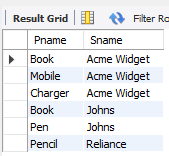 Result Grid Filter Ro
Pname Sname
Book Acme Widget
Mobile Acme Widget
Charger Acme Widget
Book Johns
Pen Johns
Pencil Reliance